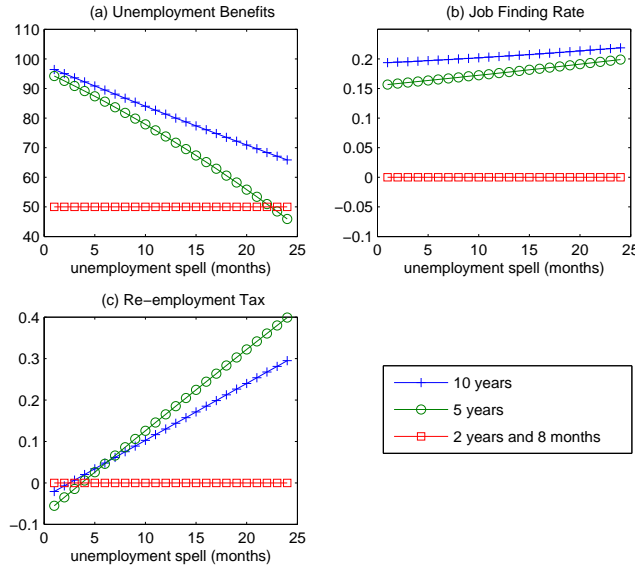 (a) Unemployment Benefits
110
100
90
80
70
60
50
40
0 5 10 15 20 25
unemployment spell (months)
(b) Job Finding Rate
0.2
0.15
0.1
0.05
0
−0.05
−0.1
0 5 10 15 20 25
unemployment spell (months)
(c) Re−employment Tax
0.4
0.3
0.2
0.1
0
−0.1
0 5 10 15 20 25
unemployment spell (months)
10 years
5 years
2 years and 8 months